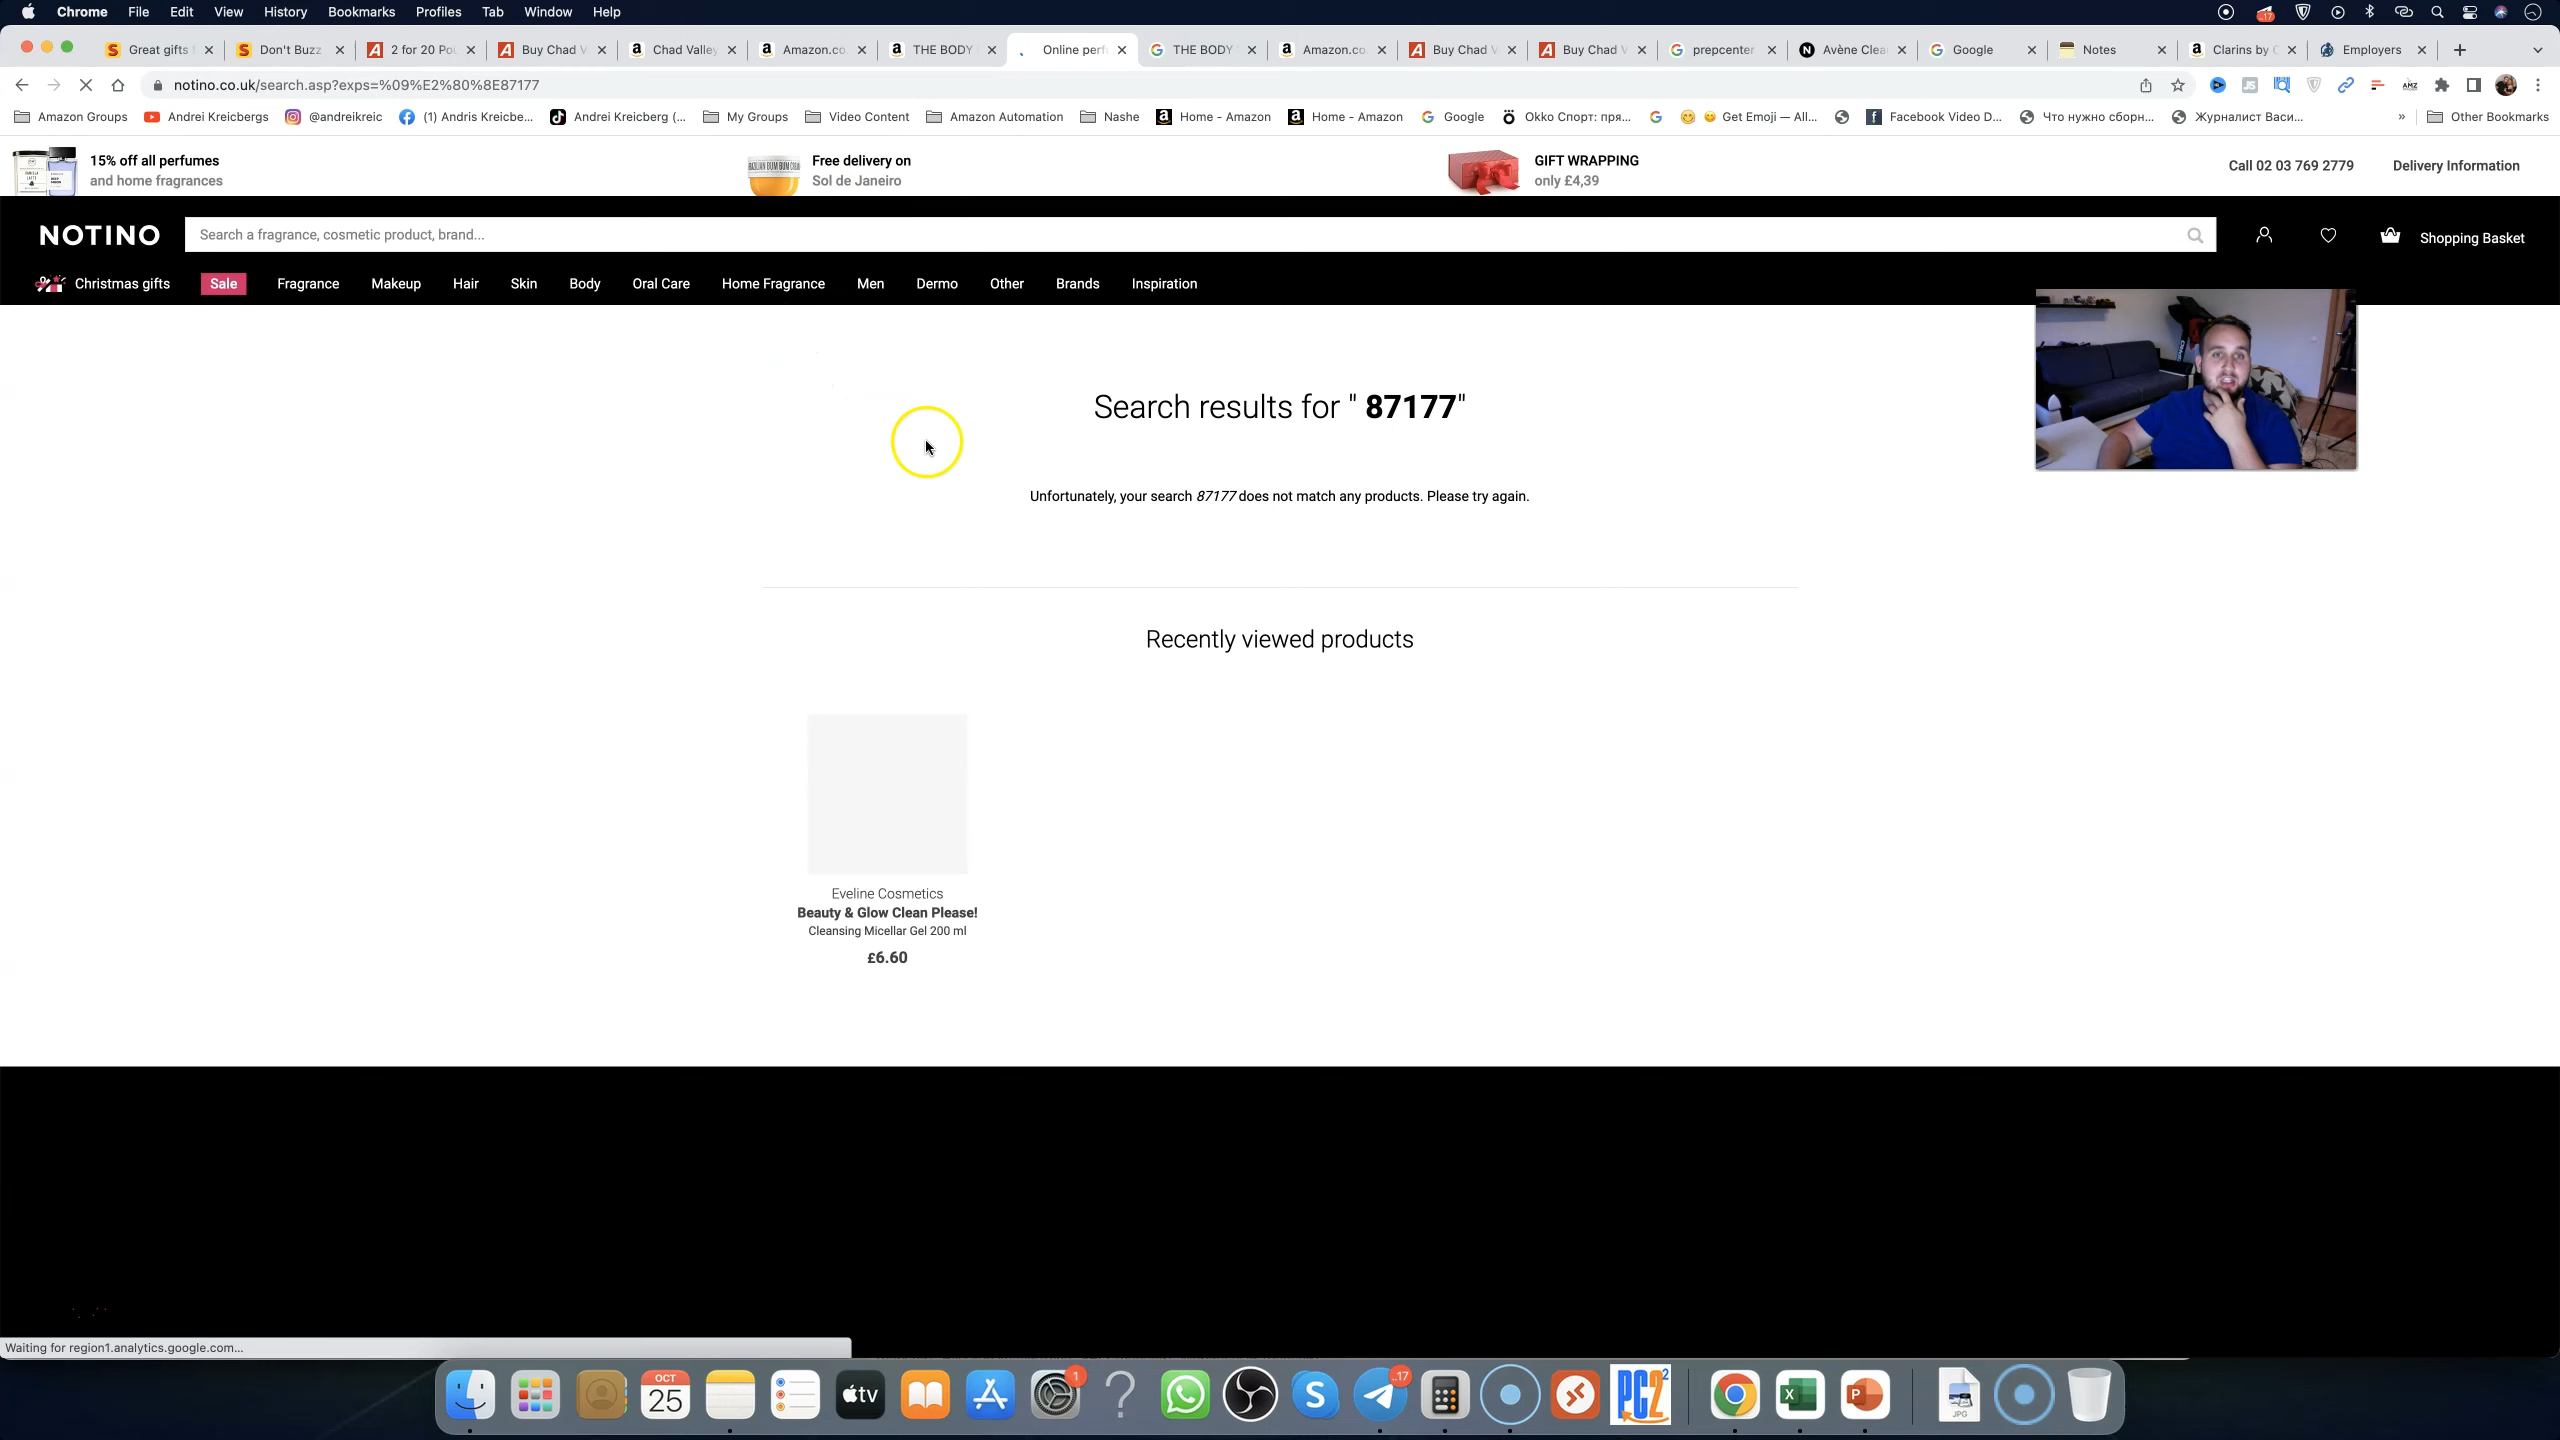 Chrome File Edit View History Bookmarks Profiles Tab Window Help
Great gifts Don't Buzz 2 for 20 Po Buy Chad V Chad Valley Amazon.co THE BODY Online perf THE BODY Amazon.co Buy Chad V Buy Chad V prepcenter Avène Clea Google Notes Clarins by C Employers
notino.co.uk/search.asp?exps=%09%E2%80%8E87177
Amazon Groups Andrei Kreicbergs @andreikreic (1) Andris Kreicbe... Andrei Kreicberg (... My Groups Video Content Amazon Automation Nashe Home - Amazon Home - Amazon Google Okko Спорт: пря... Get Emoji — All... Facebook Video D... Что нужно сборн... Журналист Васи... » Other Bookmarks
15% off all perfumes
and home fragrances
Free delivery on
Sol de Janeiro
GIFT WRAPPING
only £4,39
Call 02 03 769 2779 Delivery Information
NOTINO Search a fragrance, cosmetic product, brand... Shopping Basket
Christmas gifts Sale Fragrance Makeup Hair Skin Body Oral Care Home Fragrance Men Dermo Other Brands Inspiration
Search results for " 87177"
Unfortunately, your search 87177 does not match any products. Please try again.
Recently viewed products
Eveline Cosmetics
Beauty & Glow Clean Please!
Cleansing Micellar Gel 200 ml
£6.60
Waiting for region1.analytics.google.com...
OCT
25
tv
1
17
PC2
JPG